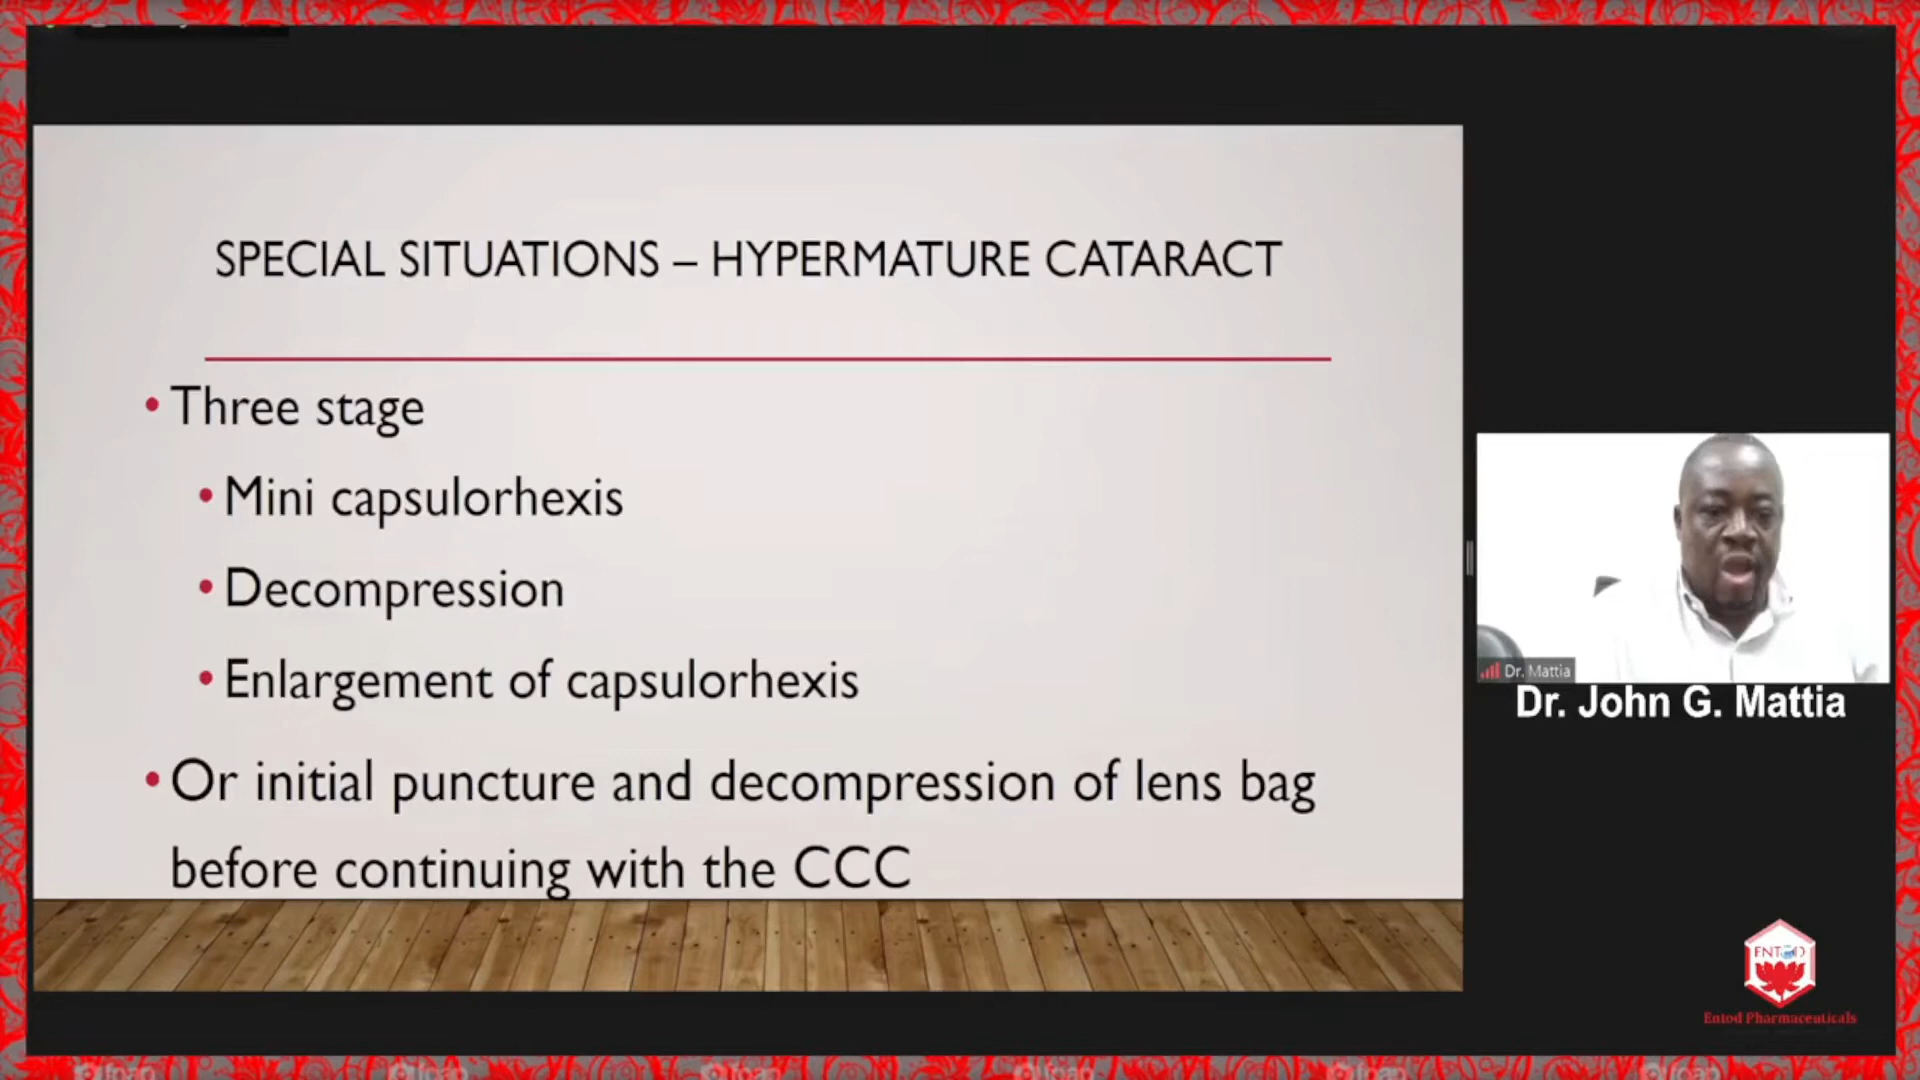 SPECIAL SITUATIONS – HYPERMATURE CATARACT
• Three stage
• Mini capsulorhexis
• Decompression
• Enlargement of capsulorhexis
• Or initial puncture and decompression of lens bag
before continuing with the CCC
Dr. Mattia
Dr. John G. Mattia
Entod Pharmaceuticals